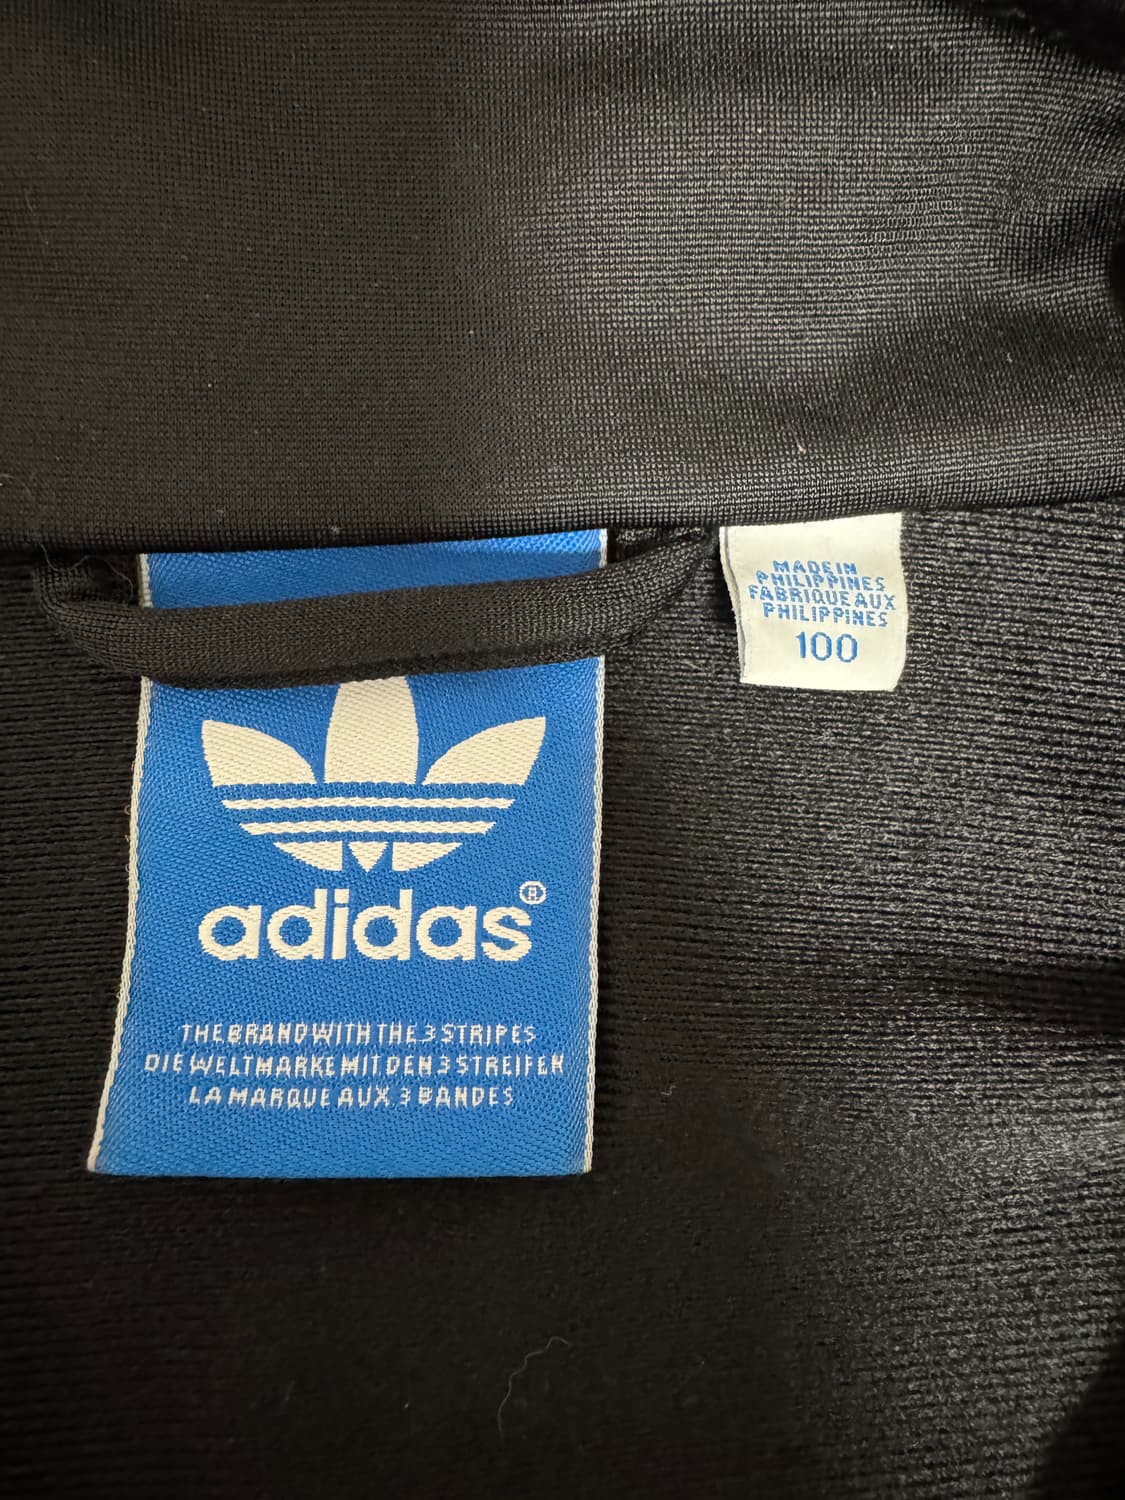 MADE IN
PHILIPPINES
FABRIQUE AUX
PHILIPPINES
100
adidas®
THE BRAND WITH THE 3 STRIPES
DIE WELTMARKE MIT DEN 3 STREIFEN
LA MARQUE AUX 3 BANDES